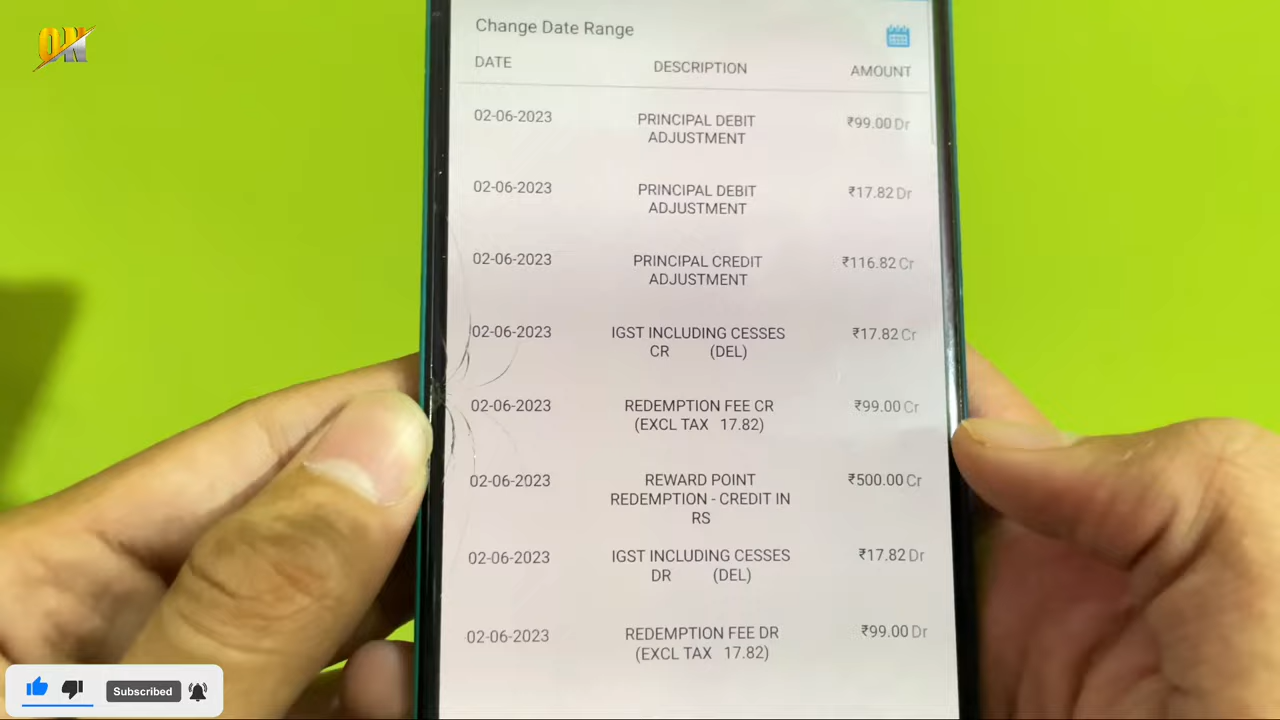 ON
Change Date Range
DATE DESCRIPTION AMOUNT
02-06-2023 PRINCIPAL DEBIT ₹99.00 Dr
ADJUSTMENT
02-06-2023 PRINCIPAL DEBIT ₹17.82 Dr
ADJUSTMENT
02-06-2023 PRINCIPAL CREDIT ₹116.82 Cr
ADJUSTMENT
02-06-2023 IGST INCLUDING CESSES ₹17.82 Cr
CR (DEL)
02-06-2023 REDEMPTION FEE CR ₹99.00 Cr
(EXCL TAX 17.82)
02-06-2023 REWARD POINT ₹500.00 Cr
REDEMPTION - CREDIT IN
RS
02-06-2023 IGST INCLUDING CESSES ₹17.82 Dr
DR (DEL)
02-06-2023 REDEMPTION FEE DR ₹99.00 Dr
(EXCL TAX 17.82)
Subscribed